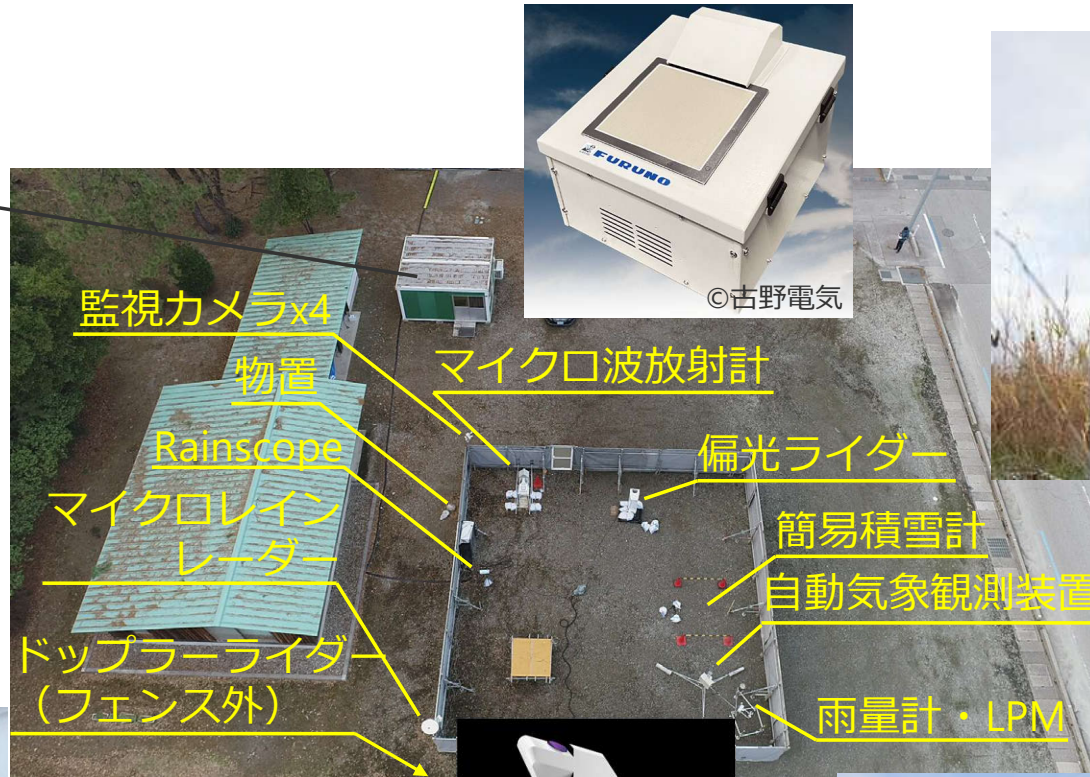 FURUNO
©古野電気
監視カメラx4
物置
マイクロ波放射計
Rainscope
偏光ライダー
マイクロレイン
レーダー
簡易積雪計
自動気象観測装置
ドップラーライダー
（フェンス外）
雨量計・LPM